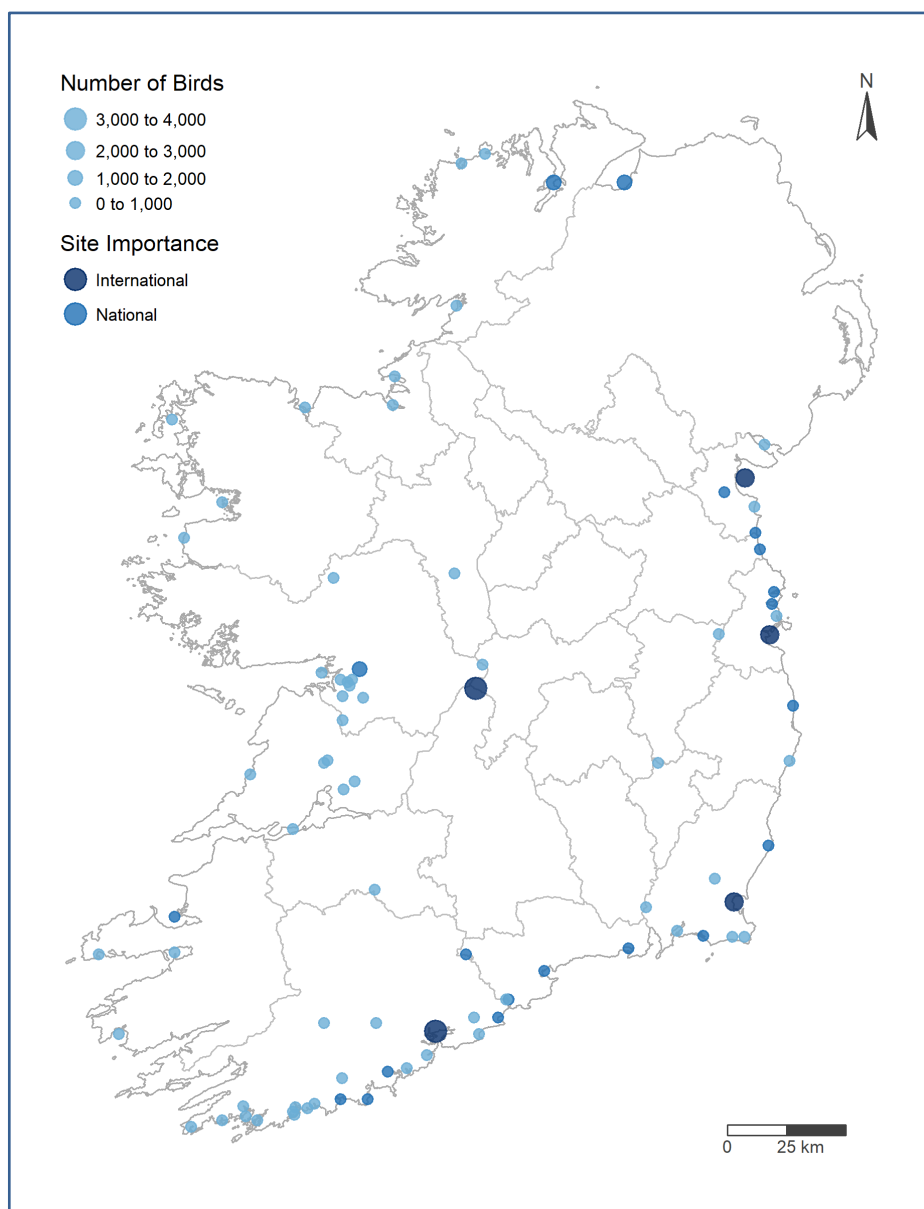 Number of Birds
3,000 to 4,000
2,000 to 3,000
1,000 to 2,000
0 to 1,000
Site Importance
International
National
N
0 25 km